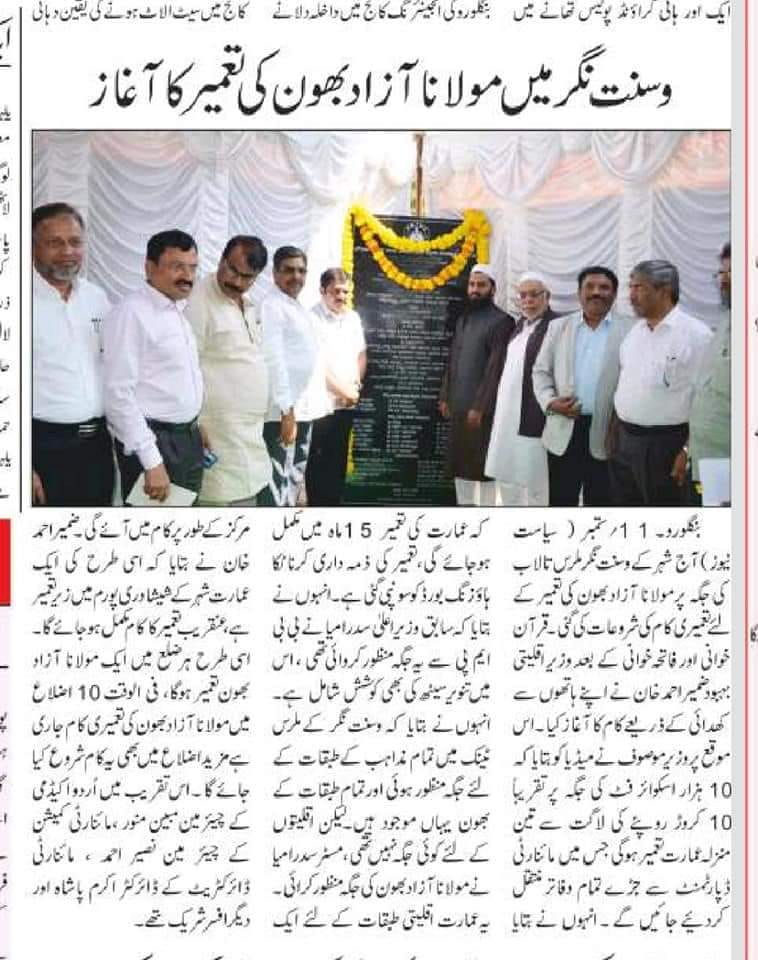 ایک اور ہائی گراؤنڈ پولیس تھانے میں
بنگلورو کی انجینئرنگ کالج میں داخلہ دلانے
کالج میں سیٹ الاٹ ہونے کی یقین دہانی
وسنت نگر میں مولانا آزاد بھون کی تعمیر کا آغاز
بنگلورو۔ 11؍ ستمبر ( سیاست
نیوز) آج شہر کے وسنت نگر ملرس تالاب
کی جگہ پر مولانا آزاد بھون کی تعمیر کے
لئے تعمیری کام کی شروعات کی گئی۔ قرآن
خوانی اور فاتحہ خوانی کے بعد وزیر اقلیتی
بہبود ضمیر احمد خان نے اپنے ہاتھوں سے
کھدائی کے ذریعے کام کا آغاز کیا۔ اس
موقع پر وزیر موصوف نے میڈیا کو بتایا کہ
10 ہزار اسکوائر فٹ کی جگہ پر تقریباً
10 کروڑ روپئے کی لاگت سے تین
منزلہ عمارت تعمیر ہوگی جس میں مائنارٹی
ڈپارٹمنٹ سے جڑے تمام دفاتر منتقل
کردیئے جائیں گے ۔ انہوں نے بتایا
کہ عمارت کی تعمیر 15 ماہ میں مکمل
ہوجائے گی، تعمیر کی ذمہ داری کرناٹکا
ہاؤزنگ بورڈ کو سونپی گئی ہے۔ انہوں نے
بتایا کہ سابق وزیر اعلیٰ سدرامیا نے بی بی
ایم پی سے یہ جگہ منظور کروائی تھی ، اس
میں تنویر سیٹھ کی بھی کوشش شامل ہے۔
انہوں نے بتایا کہ وسنت نگر کے ملرس
ٹینک میں تمام مذاہب کے طبقات کے
لئے جگہ منظور ہوئی اور تمام طبقات کے
بھون یہاں موجود ہیں۔ لیکن اقلیتوں
کے لئے کوئی جگہ نہیں تھی، مسٹر سدرامیا
نے مولانا آزاد بھون کی جگہ منظور کرائی۔
یہ عمارت اقلیتی طبقات کے لئے ایک
مرکز کے طور پر کام میں آئے گی۔ ضمیر احمد
خان نے بتایا کہ اسی طرح کی ایک
عمارت شہر کے شیشادری پورم میں زیر تعمیر
ہے، عنقریب تعمیر کا کام مکمل ہوجائے گا۔
اسی طرح ہر ضلع میں ایک مولانا آزاد
بھون تعمیر ہوگا، فی الوقت 10 اضلاع
میں مولانا آزاد بھون کی تعمیری کام جاری
ہے مزید اضلاع میں بھی یہ کام شروع کیا
جائے گا۔ اس تقریب میں اُردو اکیڈمی
کے چیئر مین مبین منور ، مائنارٹی کمیشن
کے چیئر مین نصیر احمد ، مائنارٹی
ڈائرکٹریٹ کے ڈائرکٹر اکرم پاشاہ اور
دیگر افسر شریک تھے۔